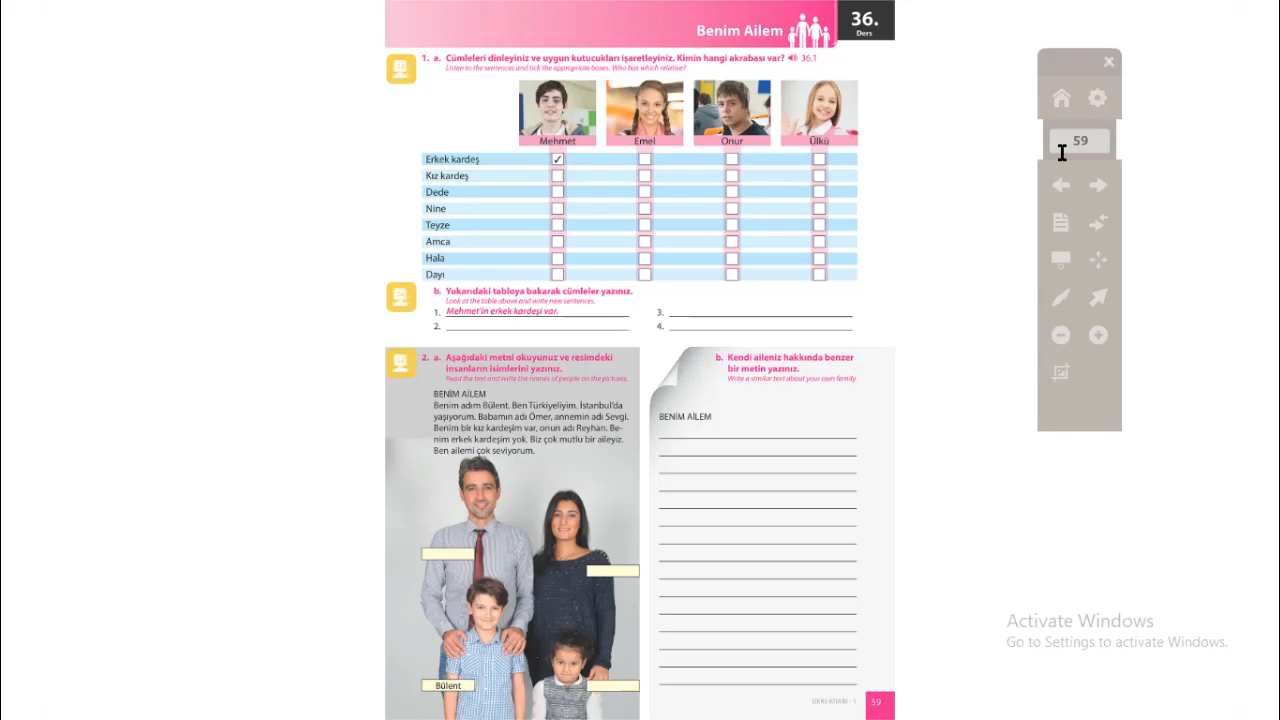 Benim Ailem
36.
Ders
1. a. Cümleleri dinleyiniz ve uygun kutucukları işaretleyiniz. Kimin hangi akrabası var? 36.1
Listen to the sentences and tick the appropriate boxes. Who has which relative?
Mehmet Emel Onur Ülkü
Erkek kardeş ✓
Kız kardeş
Dede
Nine
Teyze
Amca
Hala
Dayı
b. Yukarıdaki tabloya bakarak cümleler yazınız.
Look at the table above and write new sentences.
1. Mehmet'in erkek kardeşi var.
2.
3.
4.
2. a. Aşağıdaki metni okuyunuz ve resimdeki
insanların isimlerini yazınız.
Read the text and write the names of people on the pictures.
BENİM AİLEM
Benim adım Bülent. Ben Türkiyeliyim. İstanbul'da
yaşıyorum. Babamın adı Ömer, annemin adı Sevgi.
Benim bir kız kardeşim var, onun adı Reyhan. Be-
nim erkek kardeşim yok. Biz çok mutlu bir aileyiz.
Ben ailemi çok seviyorum.
Bülent
b. Kendi aileniz hakkında benzer
bir metin yazınız.
Write a similar text about your own family.
BENİM AİLEM
DERS KİTABI - 1
59
59
Activate Windows
Go to Settings to activate Windows.